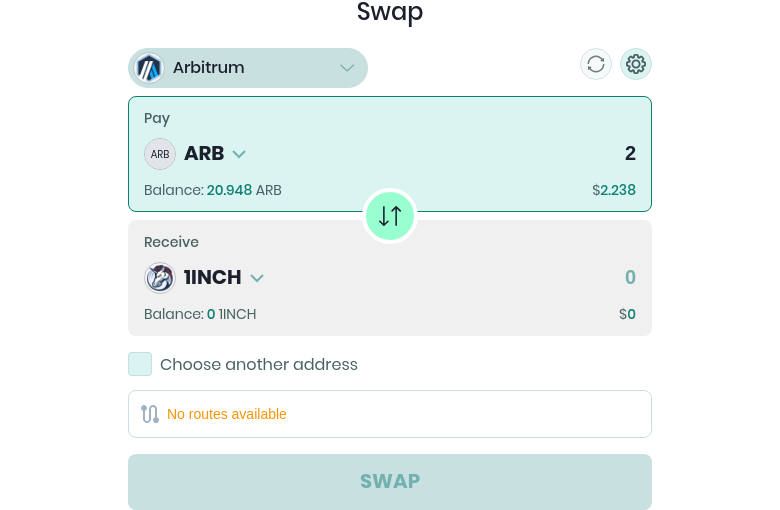 Swap
Arbitrum
Pay
ARB ARB 2
Balance: 20.948 ARB $2.238
Receive
1INCH 0
Balance: 0 1INCH $0
Choose another address
No routes available
SWAP